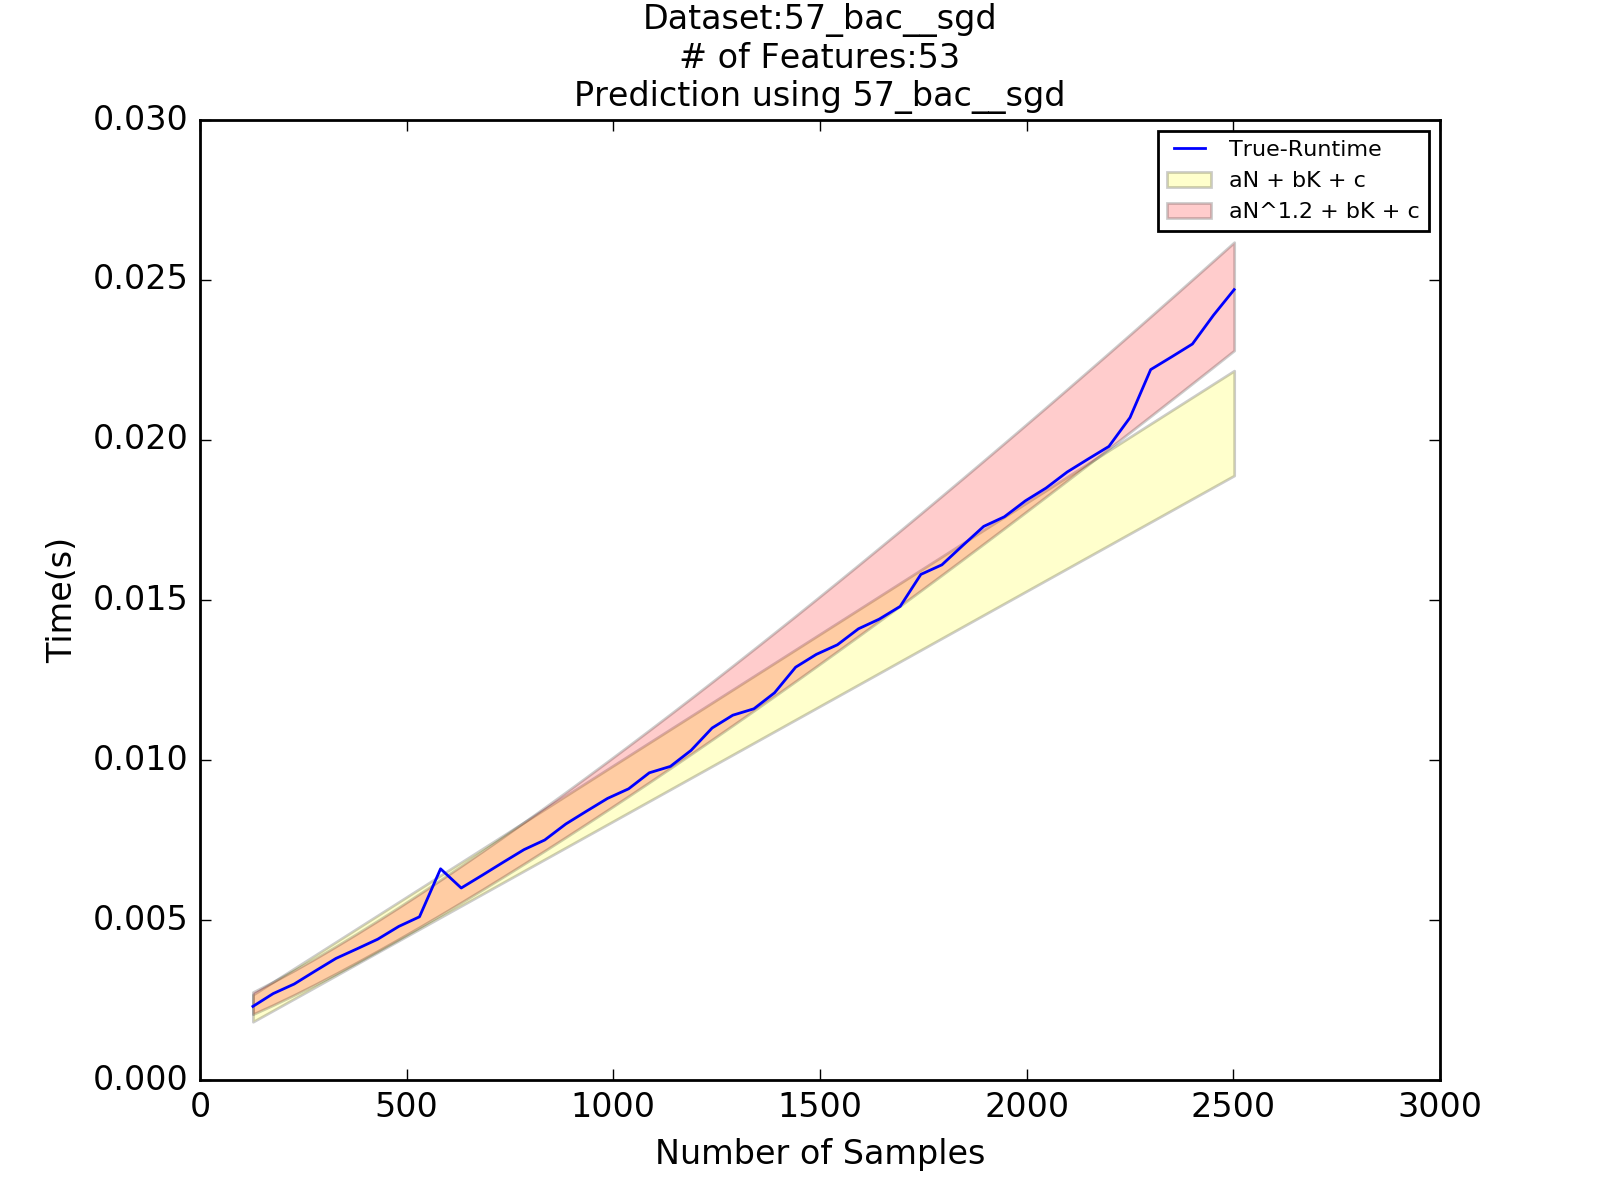 Dataset:57_bac__sgd
# of Features:53
Prediction using 57_bac__sgd
True-Runtime
aN + bK + c
aN^1.2 + bK + c
0.030
0.025
0.020
0.015
0.010
0.005
0.000
Time(s)
0 500 1000 1500 2000 2500 3000
Number of Samples